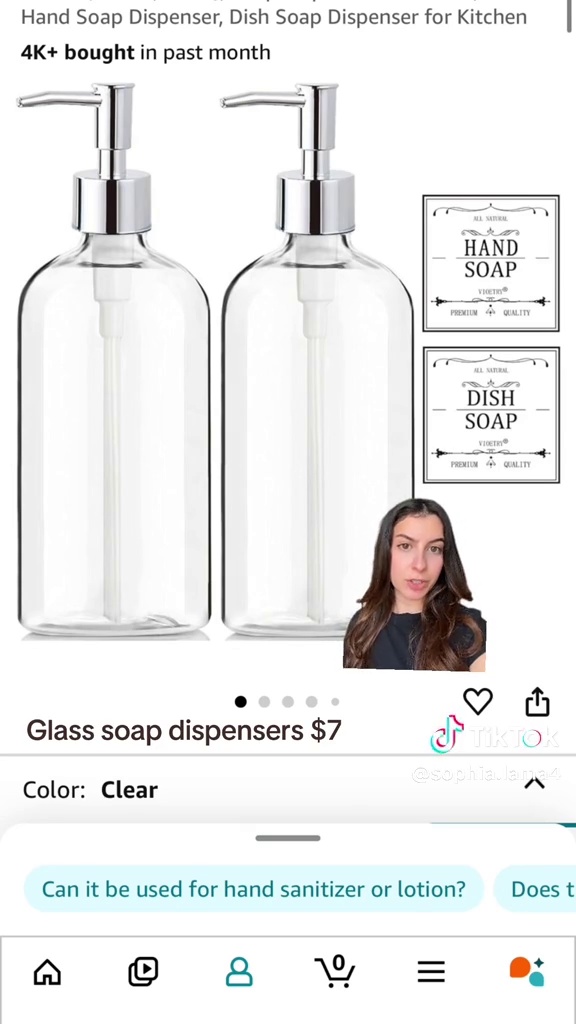 Hand Soap Dispenser, Dish Soap Dispenser for Kitchen
4K+ bought in past month
ALL NATURAL
HAND
SOAP
VIOETRY®
PREMIUM QUALITY
ALL NATURAL
DISH
SOAP
VIOETRY®
PREMIUM QUALITY
Glass soap dispensers $7
TikTok
@sophia.lama4
Color: Clear
Can it be used for hand sanitizer or lotion?
Does t
0